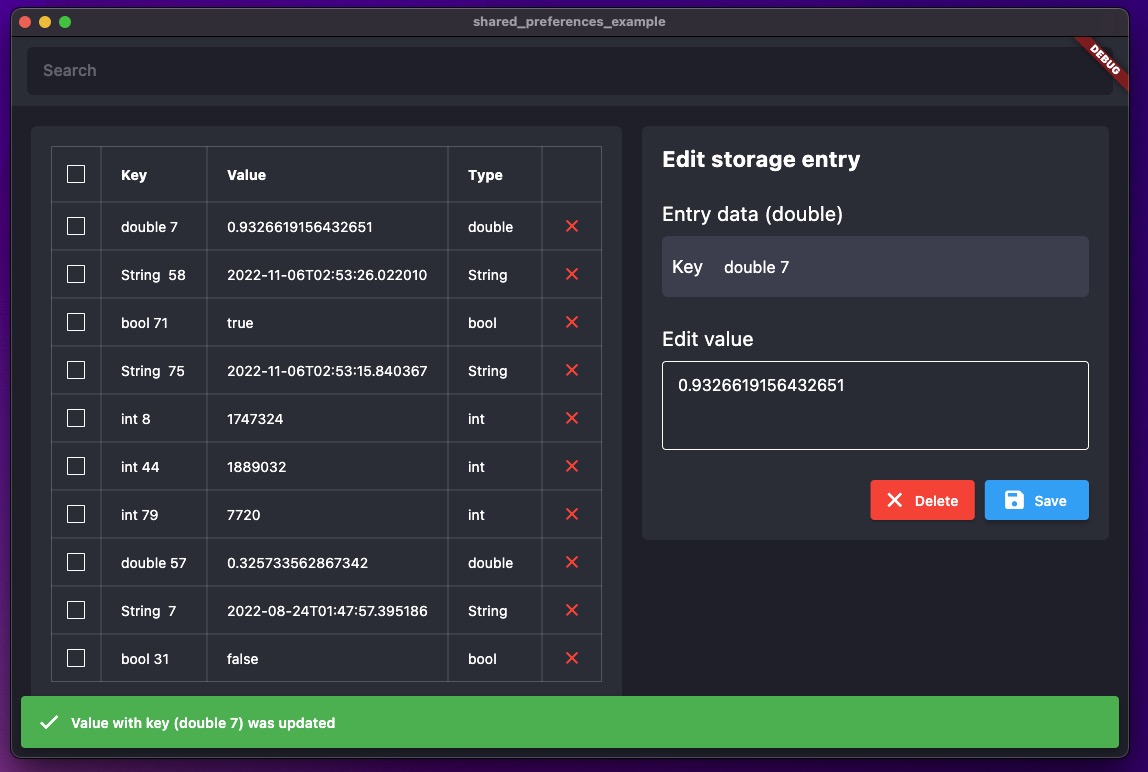 shared_preferences_example
DEBUG
Search
Key Value Type
double 7 0.9326619156432651 double
String  58 2022-11-06T02:53:26.022010 String
bool 71 true bool
String  75 2022-11-06T02:53:15.840367 String
int 8 1747324 int
int 44 1889032 int
int 79 7720 int
double 57 0.325733562867342 double
String  7 2022-08-24T01:47:57.395186 String
bool 31 false bool
Edit storage entry
Entry data (double)
Key double 7
Edit value
0.9326619156432651
Delete Save
Value with key (double 7) was updated